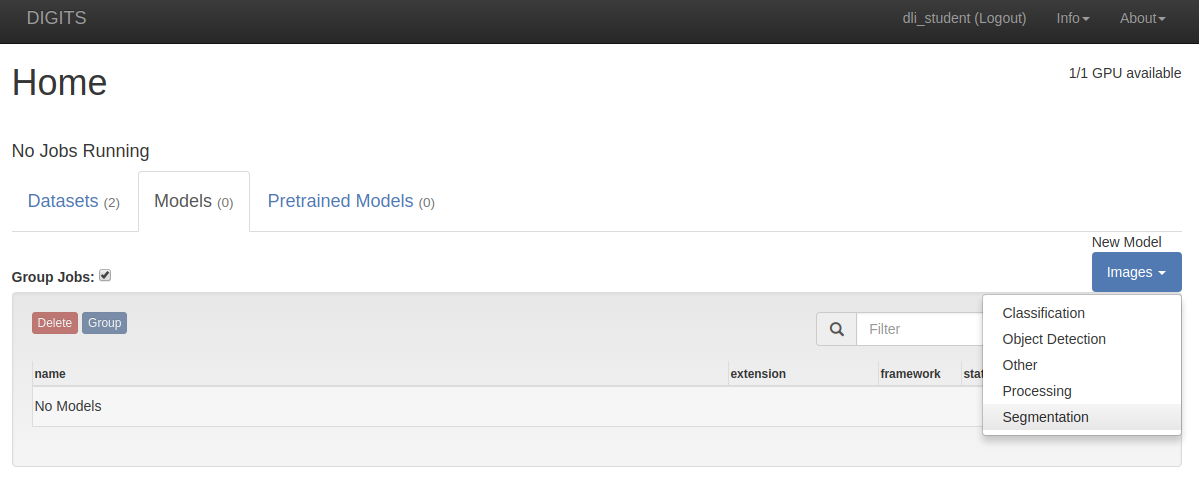 DIGITS dli_student (Logout) Info About
Home 1/1 GPU available
No Jobs Running
Datasets (2) Models (0) Pretrained Models (0)
New Model
Group Jobs: Images
Delete Group Filter
Classification
Object Detection
Other
name extension framework
Processing
No Models
Segmentation